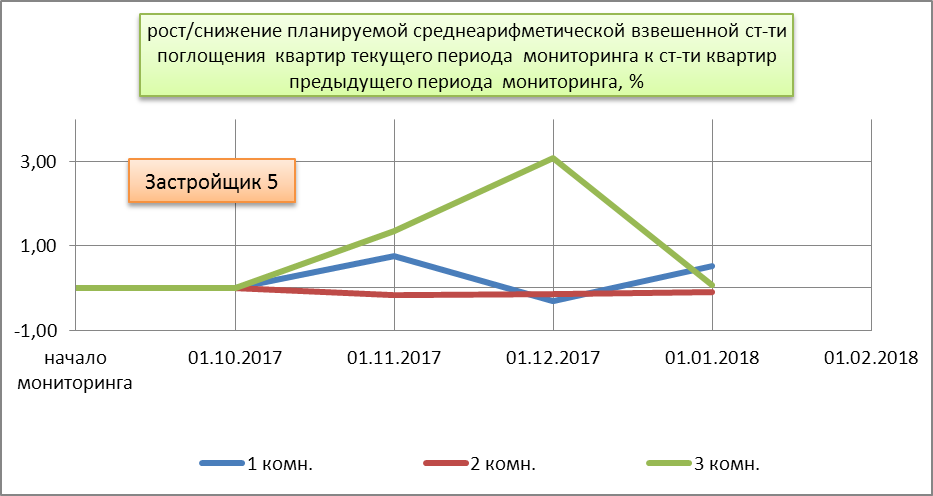 рост/снижение планируемой среднеарифметической взвешенной ст-ти
поглощения квартир текущего периода мониторинга к ст-ти квартир
предыдущего периода мониторинга, %
3,00
Застройщик 5
1,00
-1,00
начало мониторинга
01.10.2017
01.11.2017
01.12.2017
01.01.2018
01.02.2018
1 комн.
2 комн.
3 комн.